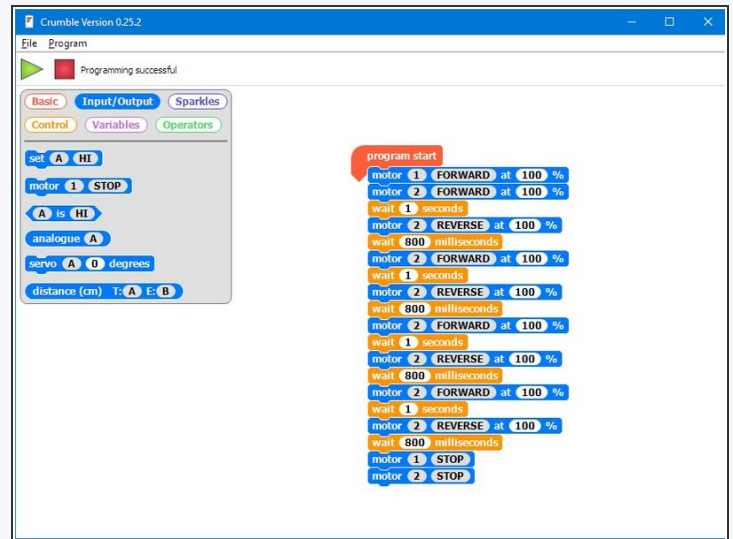 Crumble Version 0.25.2
File Program
Programming successful
Basic Input/Output Sparkles
Control Variables Operators
set A HI
motor 1 STOP
A is HI
analogue A
servo A 0 degrees
distance (cm) T: A E: B
program start
motor 1 FORWARD at 100 %
motor 2 FORWARD at 100 %
wait 1 seconds
motor 2 REVERSE at 100 %
wait 800 milliseconds
motor 2 FORWARD at 100 %
wait 1 seconds
motor 2 REVERSE at 100 %
wait 800 milliseconds
motor 2 FORWARD at 100 %
wait 1 seconds
motor 2 REVERSE at 100 %
wait 800 milliseconds
motor 2 FORWARD at 100 %
wait 1 seconds
motor 2 REVERSE at 100 %
wait 800 milliseconds
motor 1 STOP
motor 2 STOP